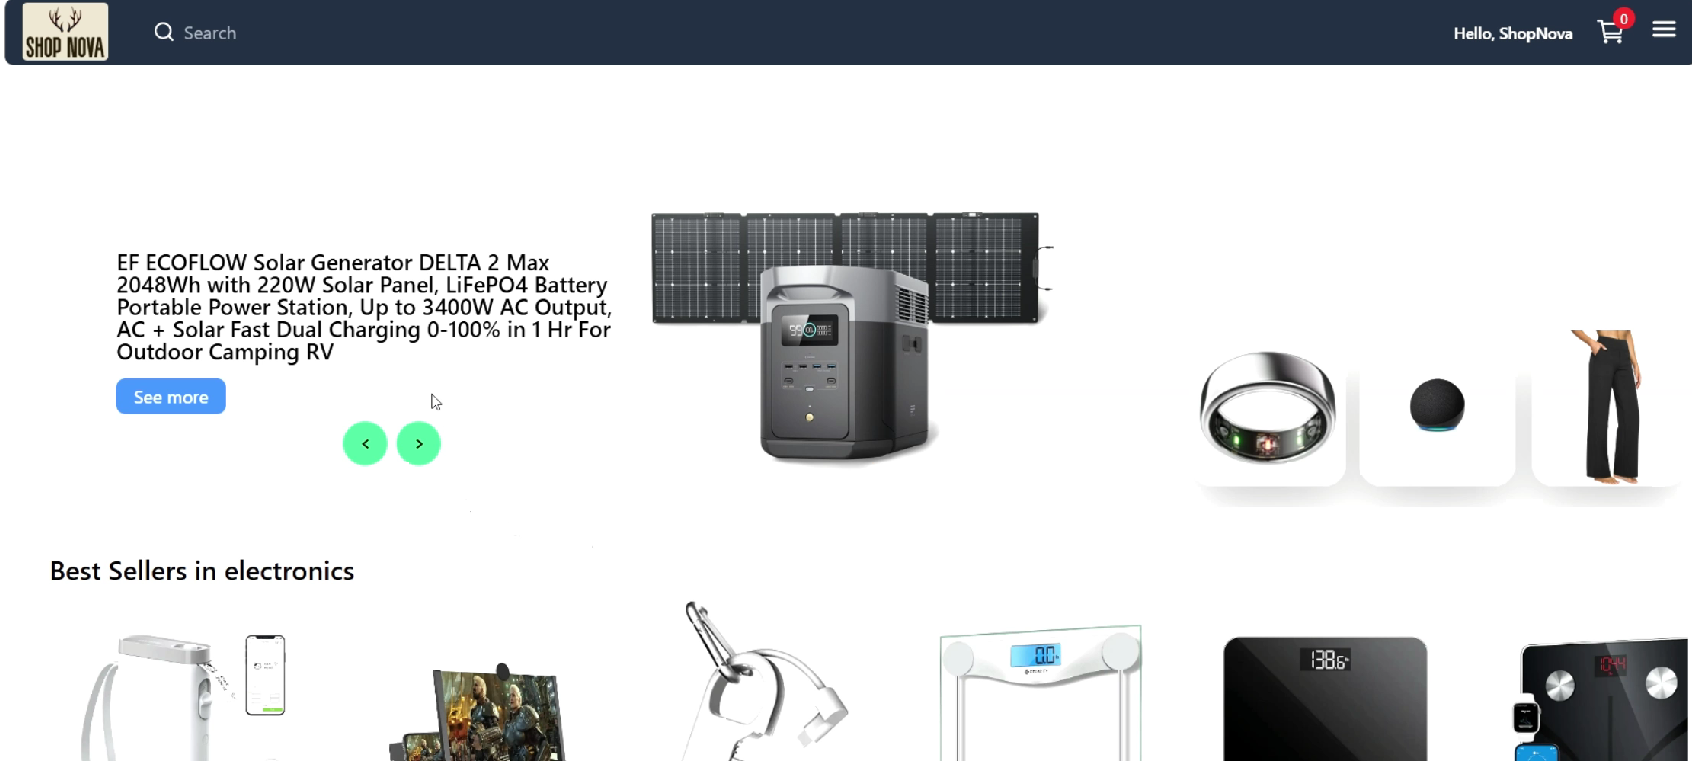 SHOP NOVA
Search
Hello, ShopNova
0
EF ECOFLOW Solar Generator DELTA 2 Max
2048Wh with 220W Solar Panel, LiFePO4 Battery
Portable Power Station, Up to 3400W AC Output,
AC + Solar Fast Dual Charging 0-100% in 1 Hr For
Outdoor Camping RV
See more
< >
99
Best Sellers in electronics
0.0
138.6